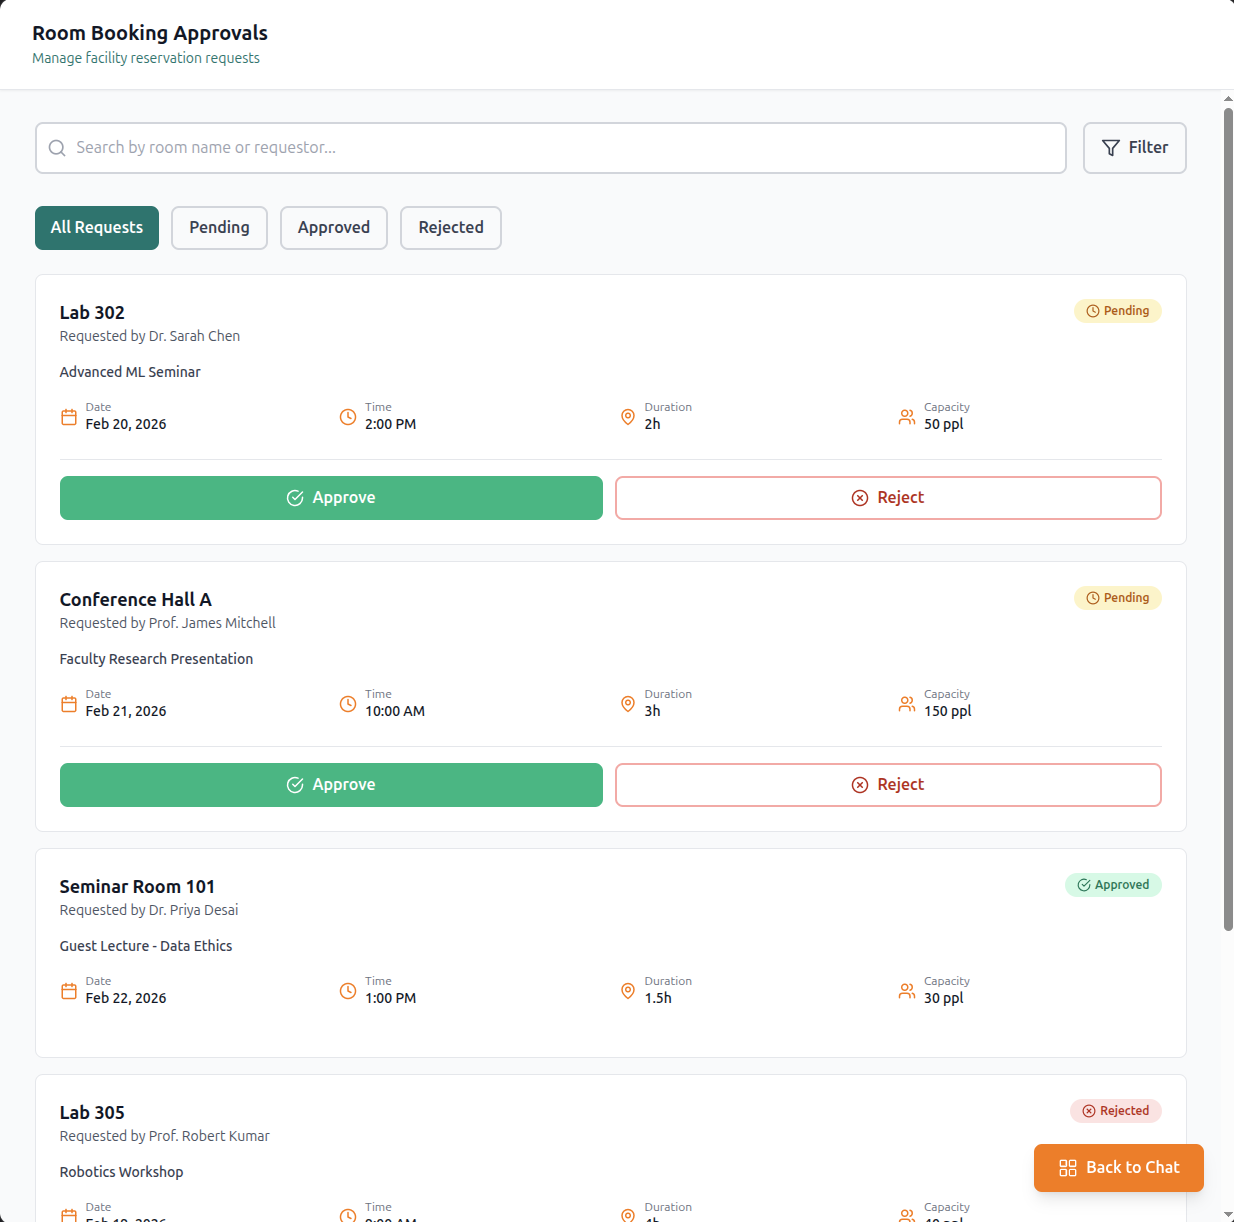 Room Booking Approvals
Manage facility reservation requests
Search by room name or requestor...
Filter
All Requests
Pending
Approved
Rejected
Lab 302
Pending
Requested by Dr. Sarah Chen
Advanced ML Seminar
Date
Time
Duration
Capacity
Feb 20, 2026
2:00 PM
2h
50 ppl
Approve
Reject
Conference Hall A
Pending
Requested by Prof. James Mitchell
Faculty Research Presentation
Date
Time
Duration
Capacity
Feb 21, 2026
10:00 AM
3h
150 ppl
Approve
Reject
Seminar Room 101
Approved
Requested by Dr. Priya Desai
Guest Lecture - Data Ethics
Date
Time
Duration
Capacity
Feb 22, 2026
1:00 PM
1.5h
30 ppl
Lab 305
Rejected
Requested by Prof. Robert Kumar
Robotics Workshop
Back to Chat
Date
Time
Duration
Capacity